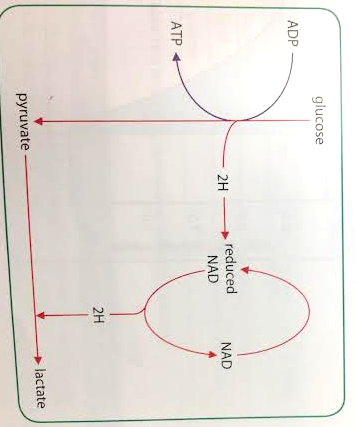 ADP
ATP
glucose
pyruvate
2H
reduced
NAD
NAD
2H
lactate